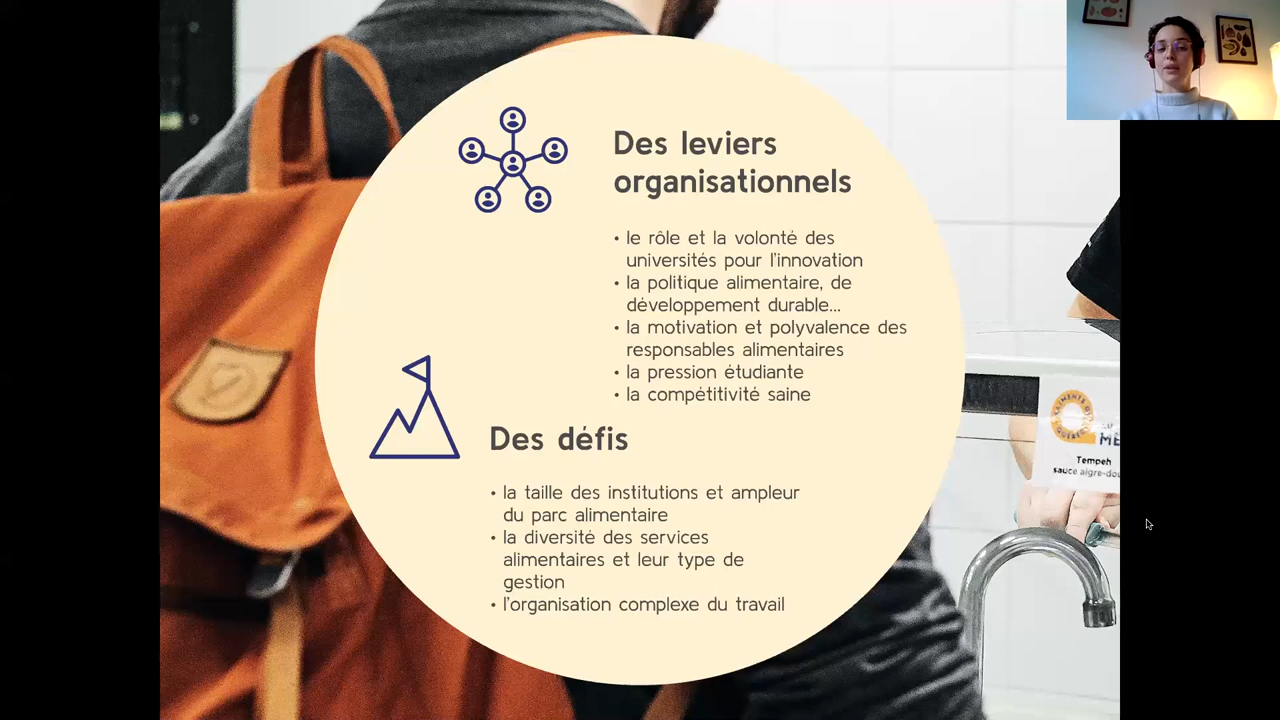 Des leviers
organisationnels
• le rôle et la volonté des
universités pour l'innovation
• la politique alimentaire, de
développement durable...
• la motivation et polyvalence des
responsables alimentaires
• la pression étudiante
• la compétitivité saine
Des défis
• la taille des institutions et ampleur
du parc alimentaire
• la diversité des services
alimentaires et leur type de
gestion
• l'organisation complexe du travail
ALIMENTS DU
QUÉBEC
Tempeh